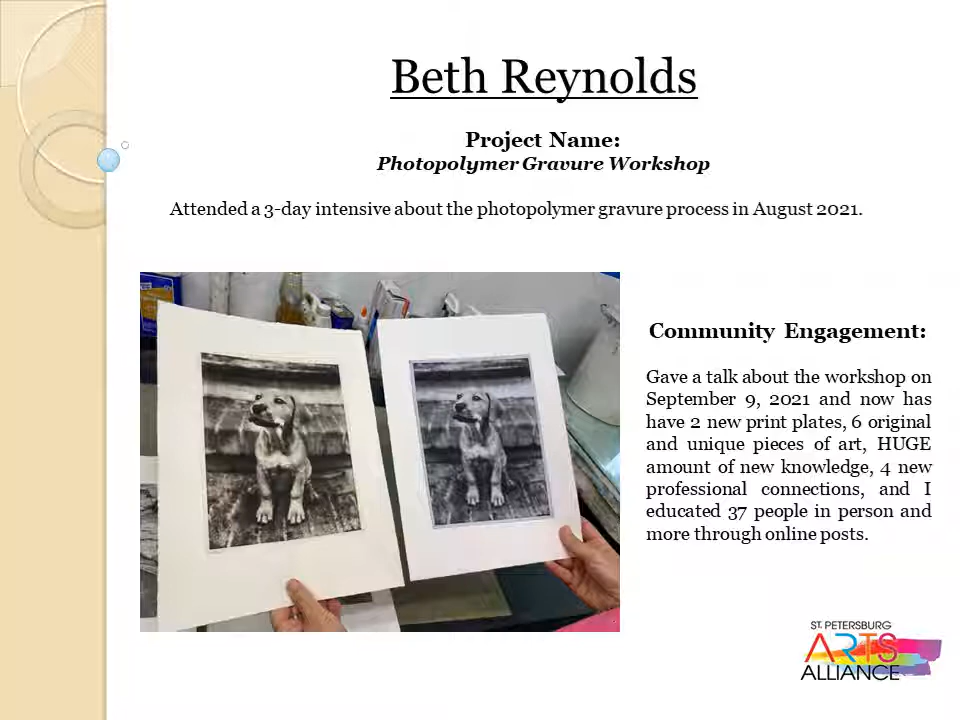 Beth Reynolds
Project Name:
Photopolymer Gravure Workshop
Attended a 3-day intensive about the photopolymer gravure process in August 2021.
Community Engagement:
Gave a talk about the workshop on
September 9, 2021 and now has
have 2 new print plates, 6 original
and unique pieces of art, HUGE
amount of new knowledge, 4 new
professional connections, and I
educated 37 people in person and
more through online posts.
ST. PETERSBURG
ARTS
ALLIANCE